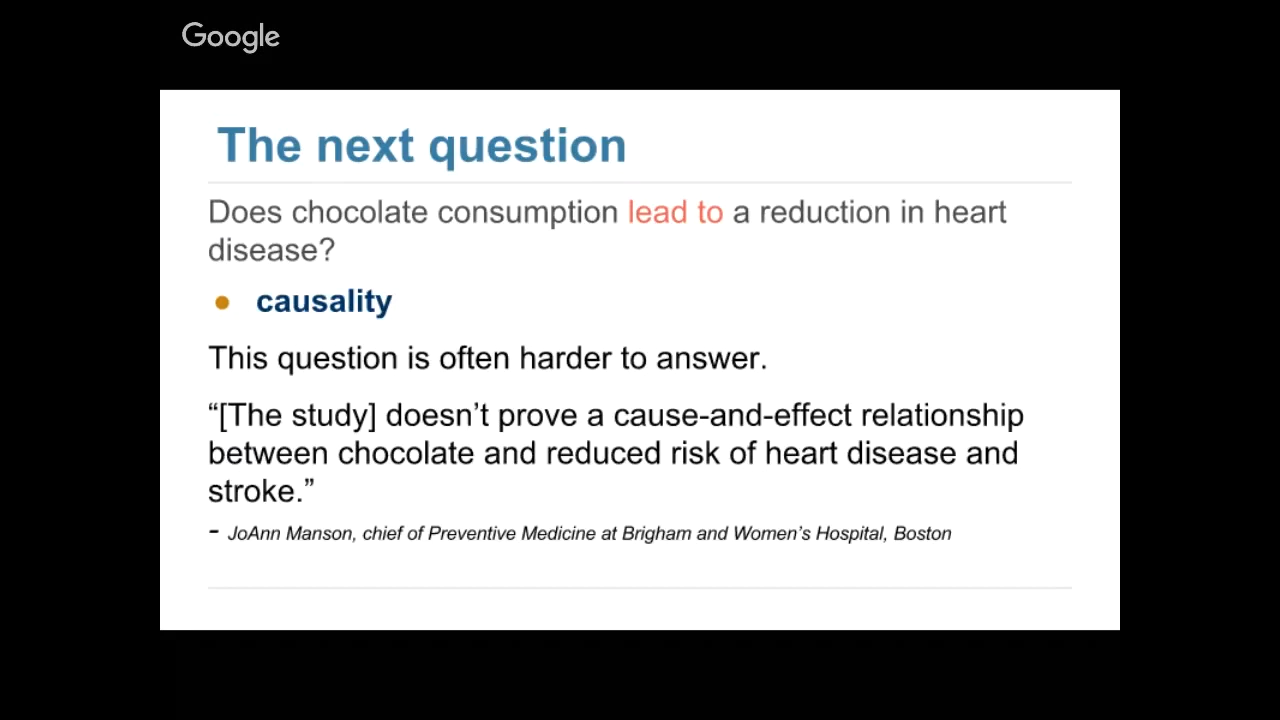 Google
The next question
Does chocolate consumption lead to a reduction in heart
disease?
● causality
This question is often harder to answer.
“[The study] doesn’t prove a cause-and-effect relationship
between chocolate and reduced risk of heart disease and
stroke.”
- JoAnn Manson, chief of Preventive Medicine at Brigham and Women’s Hospital, Boston